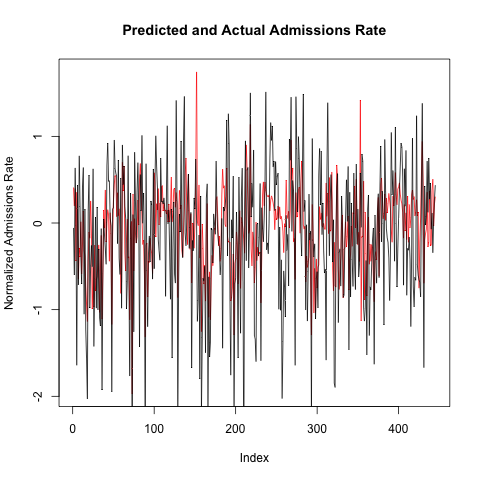 Predicted and Actual Admissions Rate
Normalized Admissions Rate
1
0
-1
-2
0 100 200 300 400
Index